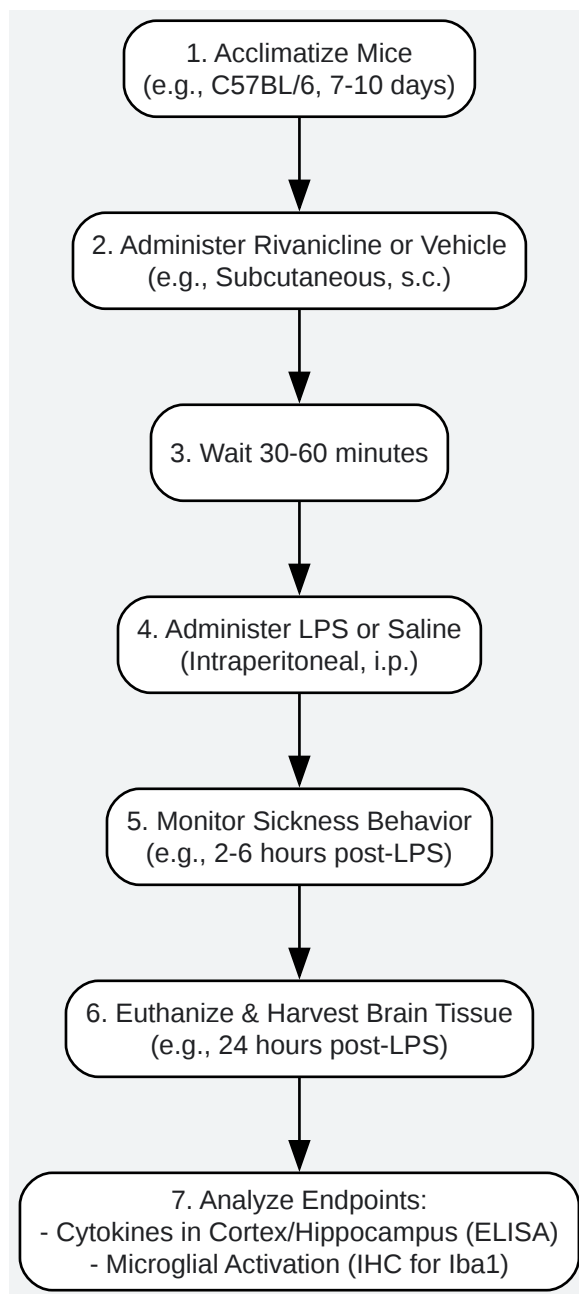 1. Acclimatize Mice
(e.g., C57BL/6, 7-10 days)
2. Administer Rivanicline or Vehicle
(e.g., Subcutaneous, s.c.)
3. Wait 30-60 minutes
4. Administer LPS or Saline
(Intraperitoneal, i.p.)
5. Monitor Sickness Behavior
(e.g., 2-6 hours post-LPS)
6. Euthanize & Harvest Brain Tissue
(e.g., 24 hours post-LPS)
7. Analyze Endpoints:
- Cytokines in Cortex/Hippocampus (ELISA)
- Microglial Activation (IHC for Iba1)